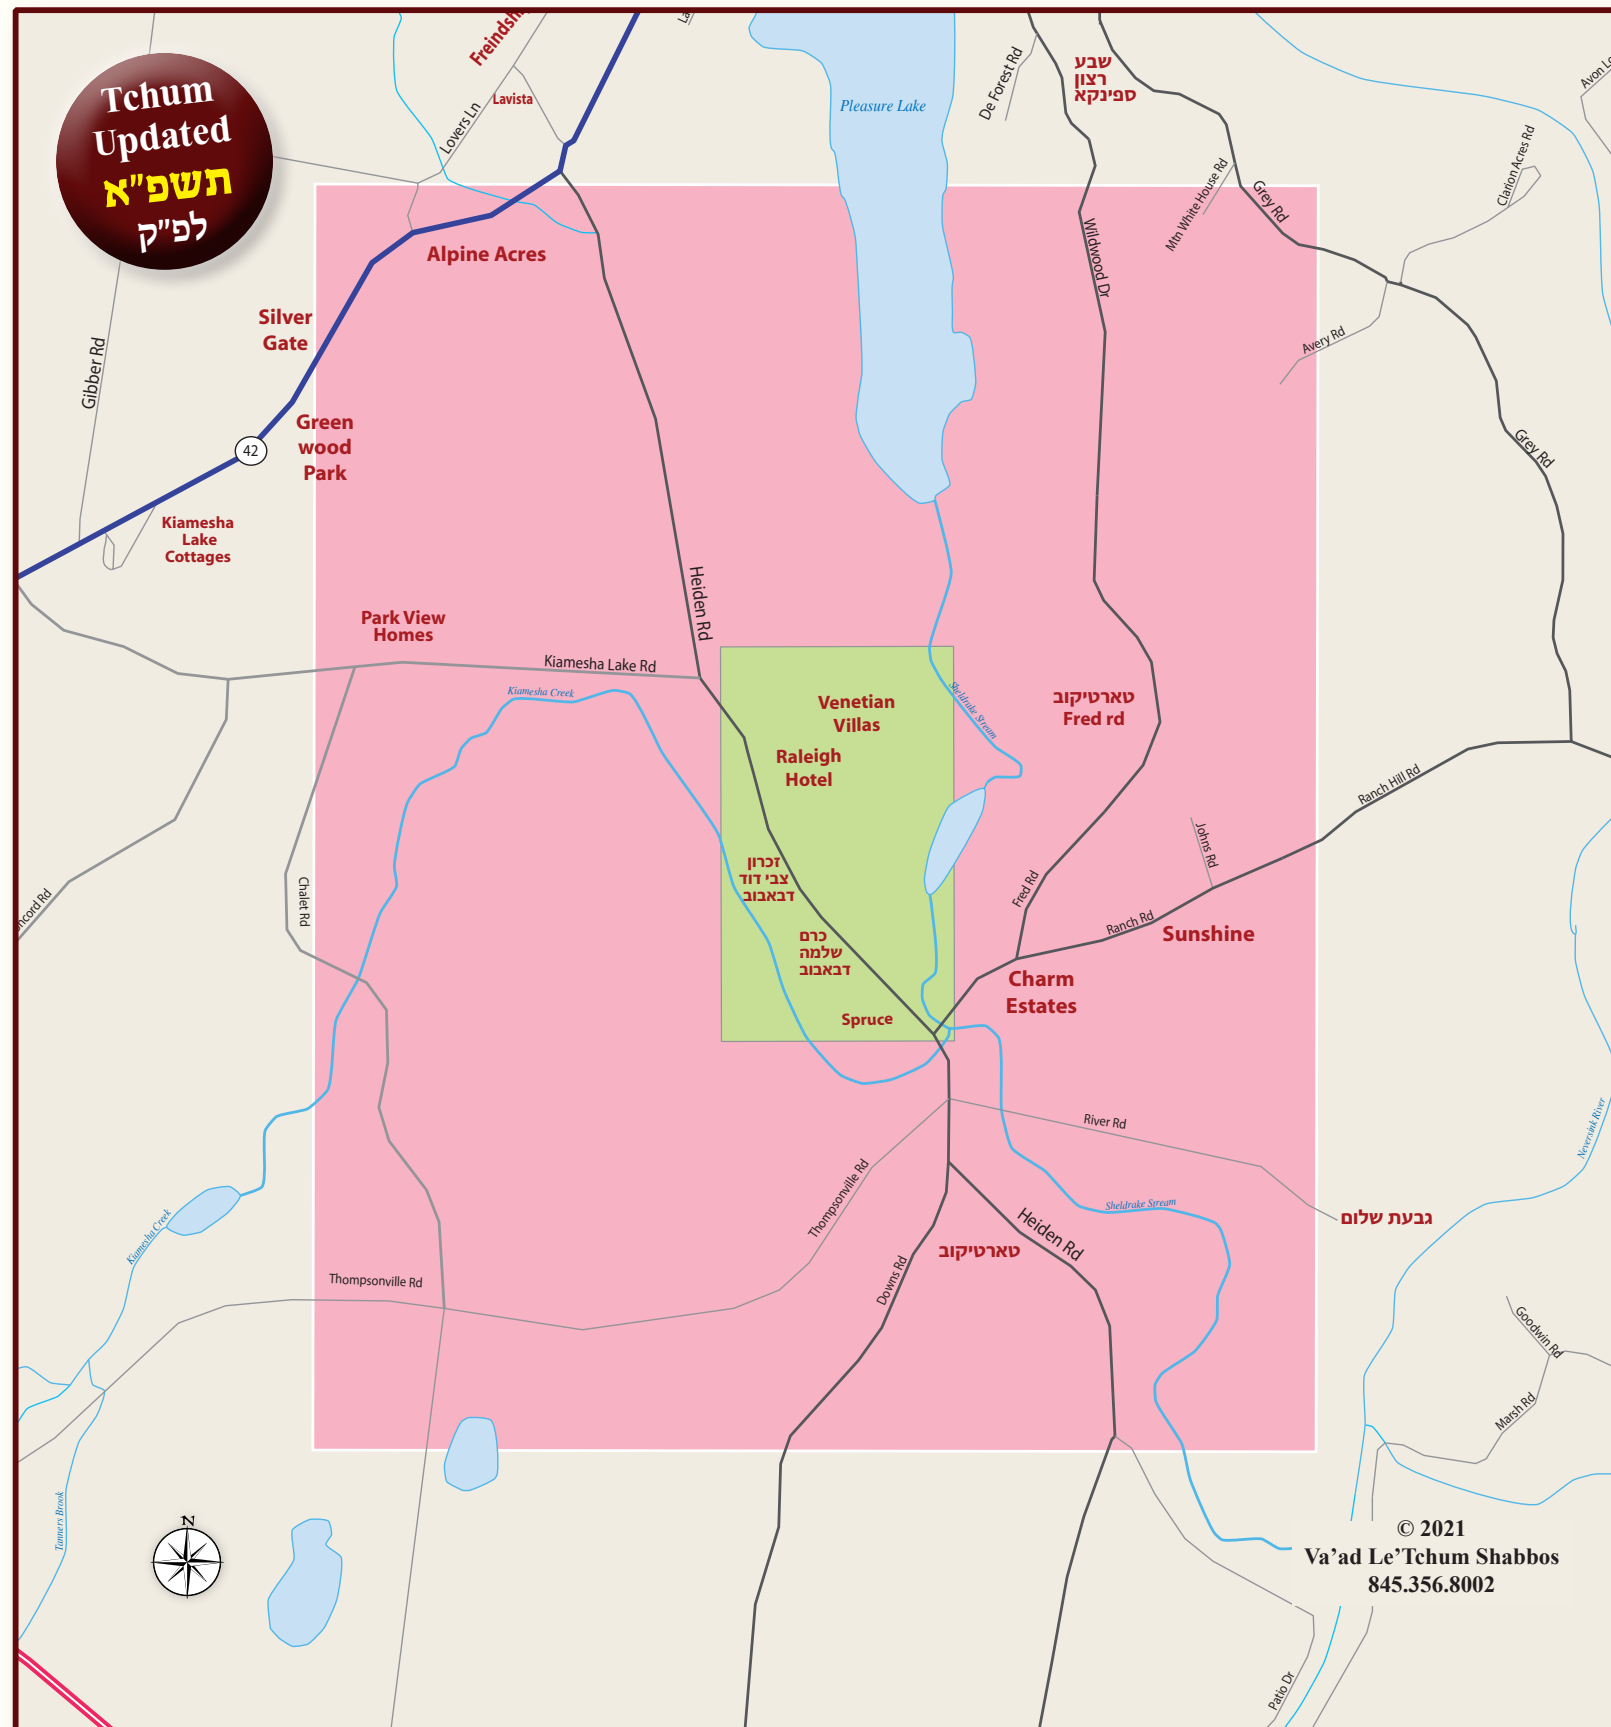 Tchum
Updated
תשפ"א
לפ"ק
Lovers Ln
Lavista
Pleasure Lake
De Forest Rd
שבע
רצון
ספינקא
Mtn White House Rd
Grey Rd
Clarion Acres Rd
Wildwood Dr
Avery Rd
Grey Rd
Alpine Acres
Silver
Gate
Gibber Rd
Green
wood
Park
42
Kiamesha
Lake
Cottages
Heiden Rd
Park View
Homes
Kiamesha Lake Rd
Kiamesha Creek
Venetian
Villas
Raleigh
Hotel
Sheldrake Stream
טארטיקוב
Fred rd
Ranch Hill Rd
Johns Rd
זכרון
צבי דוד
דבאבוב
Chalet Rd
Fred Rd
Ranch Rd
Sunshine
כרם
שלמה
דבאבוב
Charm
Estates
Spruce
River Rd
Neversink River
Thompsonville Rd
Sheldrake Stream
גבעת שלום
Heiden Rd
טארטיקוב
Kiamesha Creek
Downs Rd
Thompsonville Rd
Goodwin Rd
Marsh Rd
Tanners Brook
N
© 2021
Va'ad Le'Tchum Shabbos
845.356.8002
Patio Dr